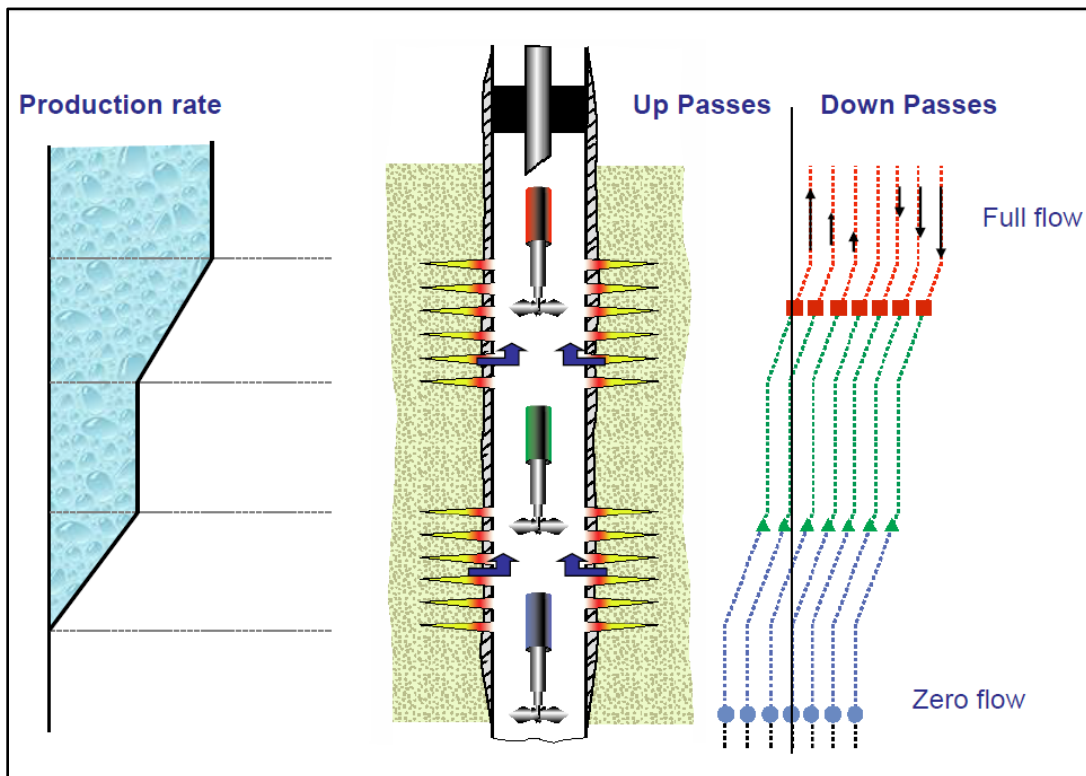 Production rate
Up Passes
Down Passes
Full flow
Zero flow